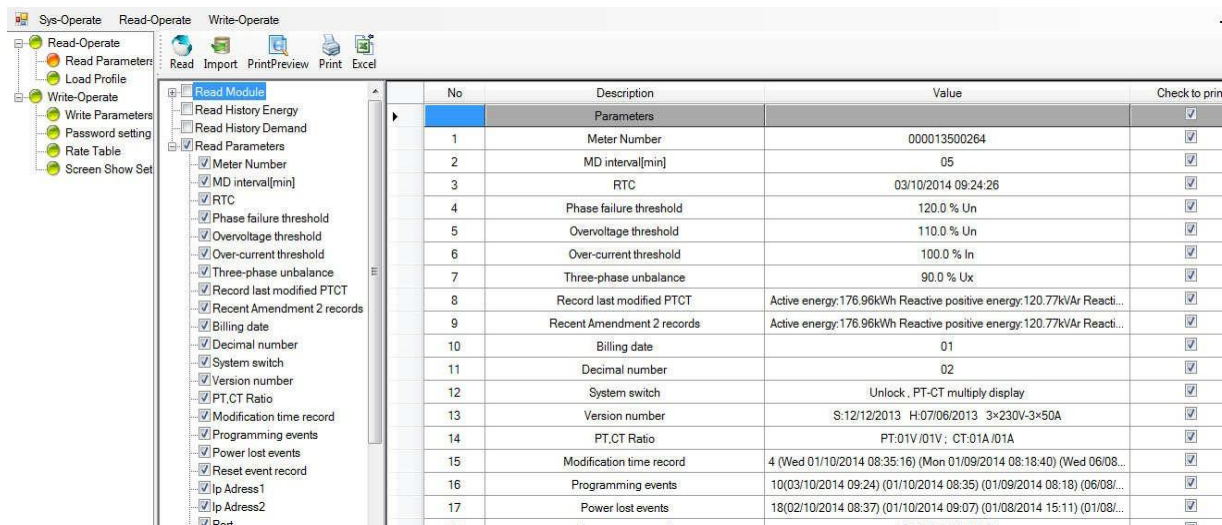 Sys-Operate Read-Operate Write-Operate
Read-Operate
Read Parameters
Load Profile
Write-Operate
Write Parameters
Password setting
Rate Table
Screen Show Set
Read Import PrintPreview Print Excel
Read Module
Read History Energy
Read History Demand
Read Parameters
Meter Number
MD interval[min]
RTC
Phase failure threshold
Overvoltage threshold
Over-current threshold
Three-phase unbalance
Record last modified PTCT
Recent Amendment 2 records
Billing date
Decimal number
System switch
Version number
PT,CT Ratio
Modification time record
Programming events
Power lost events
Reset event record
Ip Adress1
Ip Adress2
Port
No Description Value Check to prin
Parameters
1 Meter Number 000013500264
2 MD interval[min] 05
3 RTC 03/10/2014 09:24:26
4 Phase failure threshold 120.0 % Un
5 Overvoltage threshold 110.0 % Un
6 Over-current threshold 100.0 % In
7 Three-phase unbalance 90.0 % Ux
8 Record last modified PTCT Active energy:176.96kWh Reactive positive energy:120.77kVAr Reacti...
9 Recent Amendment 2 records Active energy:176.96kWh Reactive positive energy:120.77kVAr Reacti...
10 Billing date 01
11 Decimal number 02
12 System switch Unlock , PT-CT multiply display
13 Version number S:12/12/2013 H:07/06/2013 3×230V-3×50A
14 PT,CT Ratio PT:01V /01V ; CT:01A /01A
15 Modification time record 4 (Wed 01/10/2014 08:35:16) (Mon 01/09/2014 08:18:40) (Wed 06/08...
16 Programming events 10(03/10/2014 09:24) (01/10/2014 08:35) (01/09/2014 08:18) (06/08/...
17 Power lost events 18(02/10/2014 08:37) (01/10/2014 09:07) (01/08/2014 15:11) (01/08/...